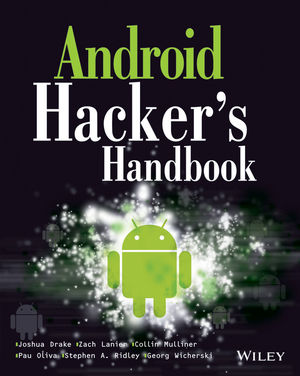 Android
Hacker's
Handbook
Joshua Drake Zach Lanier Collin Mulliner
Pau Oliva Stephen A. Ridley Georg Wicherski
WILEY